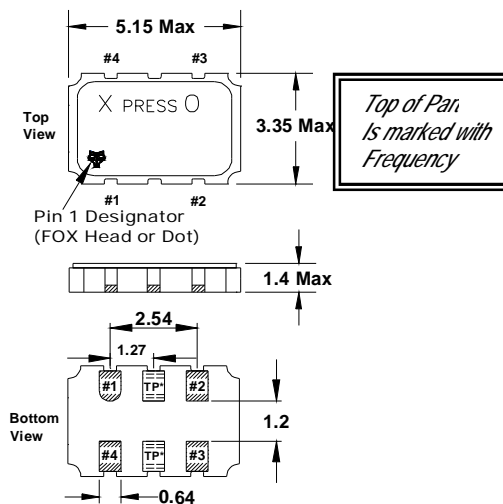 5.15 Max
#4 #3
X PRESS O
Top
View
3.35 Max
Top of Part
Is marked with
Frequency
#1 #2
Pin 1 Designator
(FOX Head or Dot)
1.4 Max
2.54
1.27
#1 TP* #2
Bottom
View
1.2
#4 TP* #3
0.64